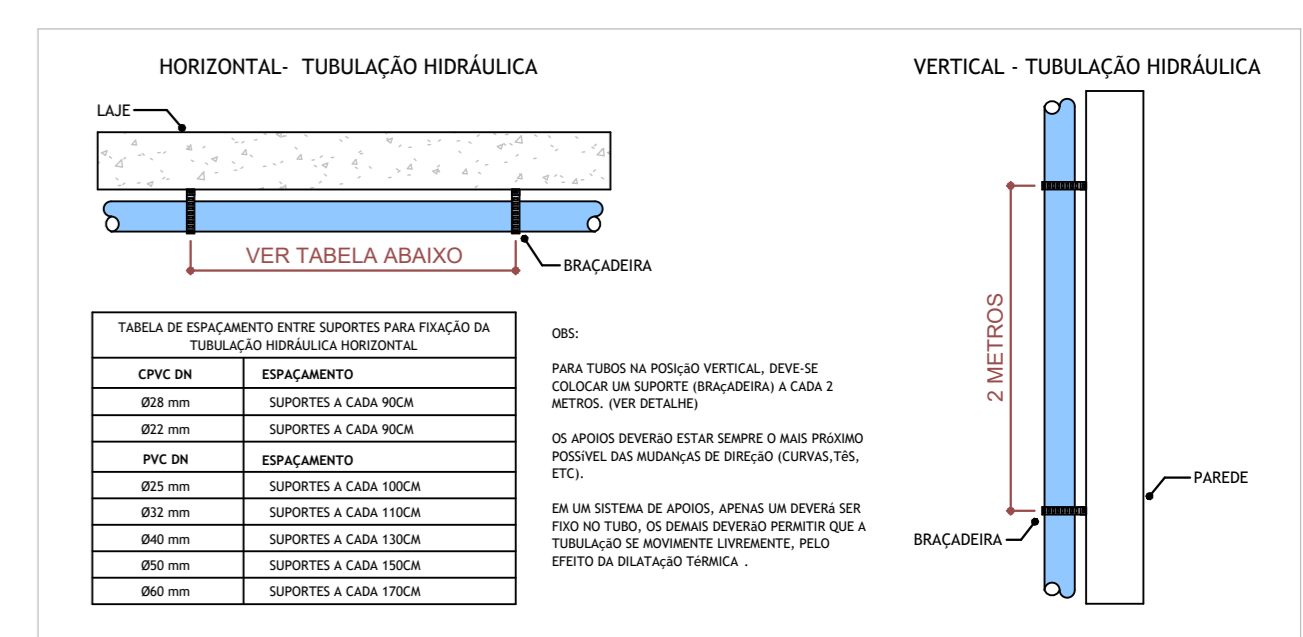 HORIZONTAL- TUBULAÇÃO HIDRÁULICA
LAJE
VER TABELA ABAIXO
BRAÇADEIRA
TABELA DE ESPAÇAMENTO ENTRE SUPORTES PARA FIXAÇÃO DA
TUBULAÇÃO HIDRÁULICA HORIZONTAL
CPVC DN ESPAÇAMENTO
Ø28 mm SUPORTES A CADA 90CM
Ø22 mm SUPORTES A CADA 90CM
PVC DN ESPAÇAMENTO
Ø25 mm SUPORTES A CADA 100CM
Ø32 mm SUPORTES A CADA 110CM
Ø40 mm SUPORTES A CADA 130CM
Ø50 mm SUPORTES A CADA 150CM
Ø60 mm SUPORTES A CADA 170CM
OBS:
PARA TUBOS NA POSIçãO VERTICAL, DEVE-SE
COLOCAR UM SUPORTE (BRAçADEIRA) A CADA 2
METROS. (VER DETALHE)
OS APOIOS DEVERãO ESTAR SEMPRE O MAIS PRóXIMO
POSSíVEL DAS MUDANçAS DE DIREçãO (CURVAS,TêS,
ETC).
EM UM SISTEMA DE APOIOS, APENAS UM DEVERá SER
FIXO NO TUBO, OS DEMAIS DEVERãO PERMITIR QUE A
TUBULAçãO SE MOVIMENTE LIVREMENTE, PELO
EFEITO DA DILATAçãO TéRMICA .
VERTICAL - TUBULAÇÃO HIDRÁULICA
2 METROS
PAREDE
BRAÇADEIRA